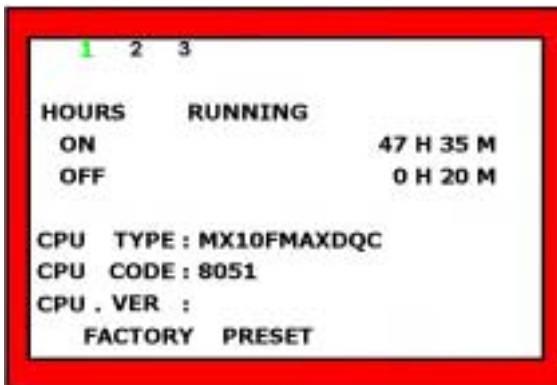 1 2 3
HOURS RUNNING
ON 47 H 35 M
OFF 0 H 20 M
CPU TYPE : MX10FMAXDQC
CPU CODE : 8051
CPU . VER :
FACTORY PRESET